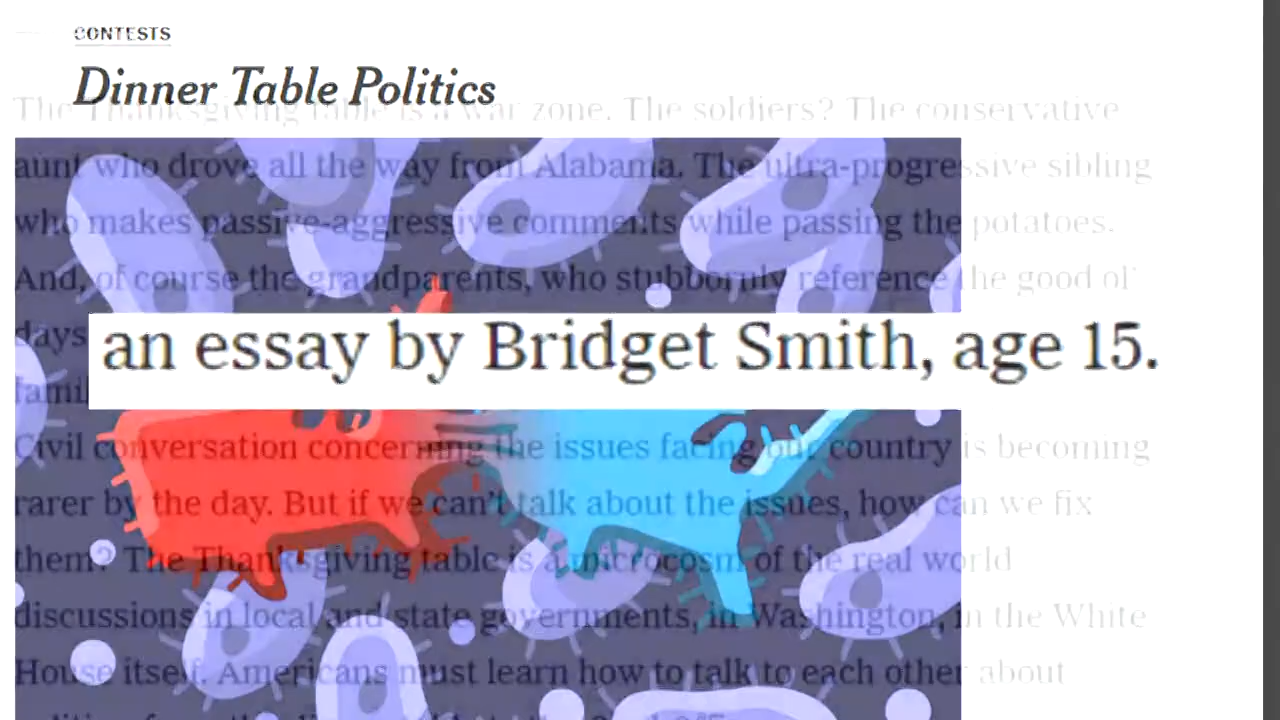 CONTESTS
Dinner Table Politics
The Thanksgiving table is a war zone. The soldiers? The conservative
aunt who drove all the way from Alabama. The ultra-progressive sibling
who makes passive-aggressive comments while passing the potatoes.
And, of course the grandparents, who stubbornly reference the good ol'
days
an essay by Bridget Smith, age 15.
famil
Civil conversation concerning the issues facing our country is becoming
rarer by the day. But if we can't talk about the issues, how can we fix
them? The Thanksgiving table is a microcosm of the real world
discussions in local and state governments, in Washington, in the White
House itself. Americans must learn how to talk to each other about